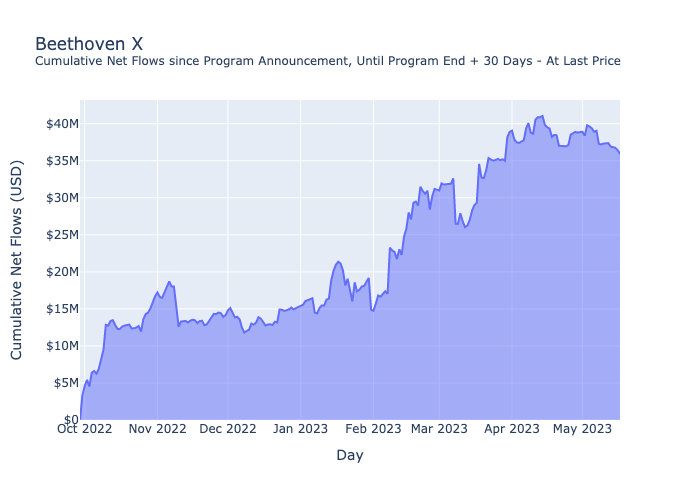 Beethoven X
Cumulative Net Flows since Program Announcement, Until Program End + 30 Days - At Last Price
Cumulative Net Flows (USD)
$40M
$35M
$30M
$25M
$20M
$15M
$10M
$5M
$0
Oct 2022 Nov 2022 Dec 2022 Jan 2023 Feb 2023 Mar 2023 Apr 2023 May 2023
Day